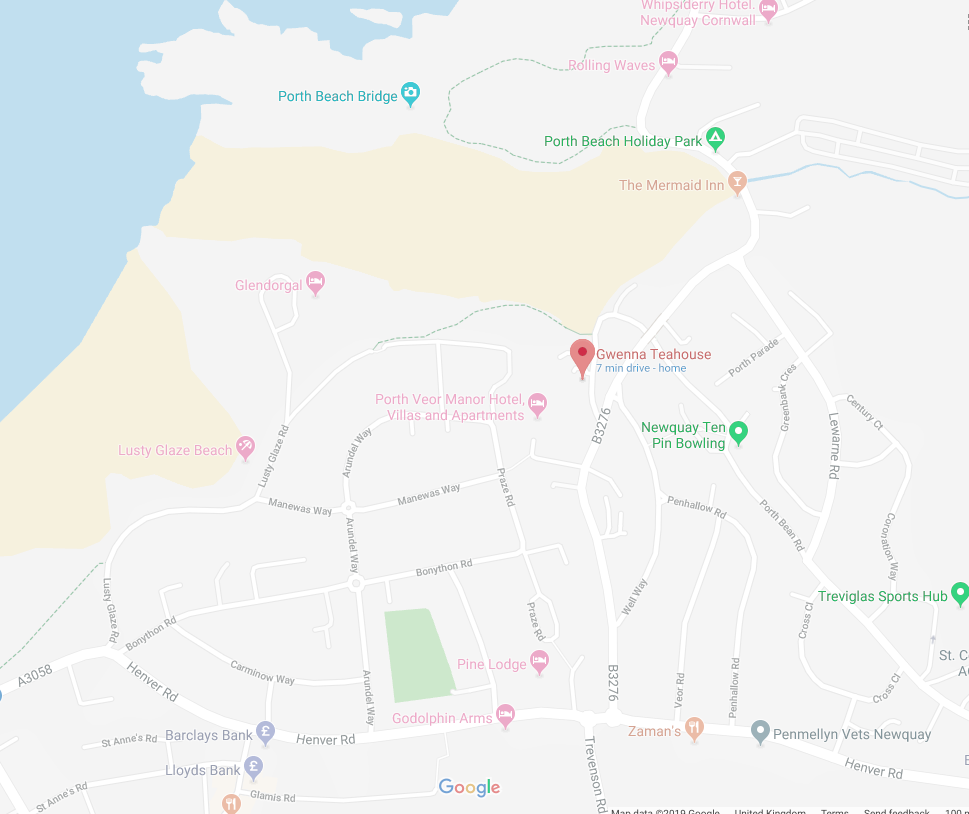 Whipsiderry Hotel.
Newquay Cornwall
Rolling Waves
Porth Beach Bridge
Porth Beach Holiday Park
The Mermaid Inn
Glendorgal
Gwenna Teahouse
7 min drive - home
Porth Parade
Greenbank Cres
Porth Veor Manor Hotel,
Villas and Apartments
Century Ct
B3276
Newquay Ten
Pin Bowling
Lewarne Rd
Lusty Glaze Beach
Lusty Glaze Rd
Arundel Way
Manewas Way
Manewas Way
Praze Rd
Penhallow Rd
Porth Bean Rd
Coronation Way
Arundel Way
Bonython Rd
Well Way
Treviglas Sports Hub
Lusty Glaze Rd
Bonython Rd
Praze Rd
Cross Cl
St. C
A3058
Henver Rd
Carminow Way
Pine Lodge
B3276
Arundel Way
Veor Rd
Penhallow Rd
Cross Cl
Godolphin Arms
Zaman's
Penmellyn Vets Newquay
St Anne's Rd
Barclays Bank
Henver Rd
Trevenson Rd
Henver Rd
Lloyds Bank
St Anne's Rd
Glamis Rd
Google
Map data ©2019 Google United Kingdom Terms Send feedback 100 m